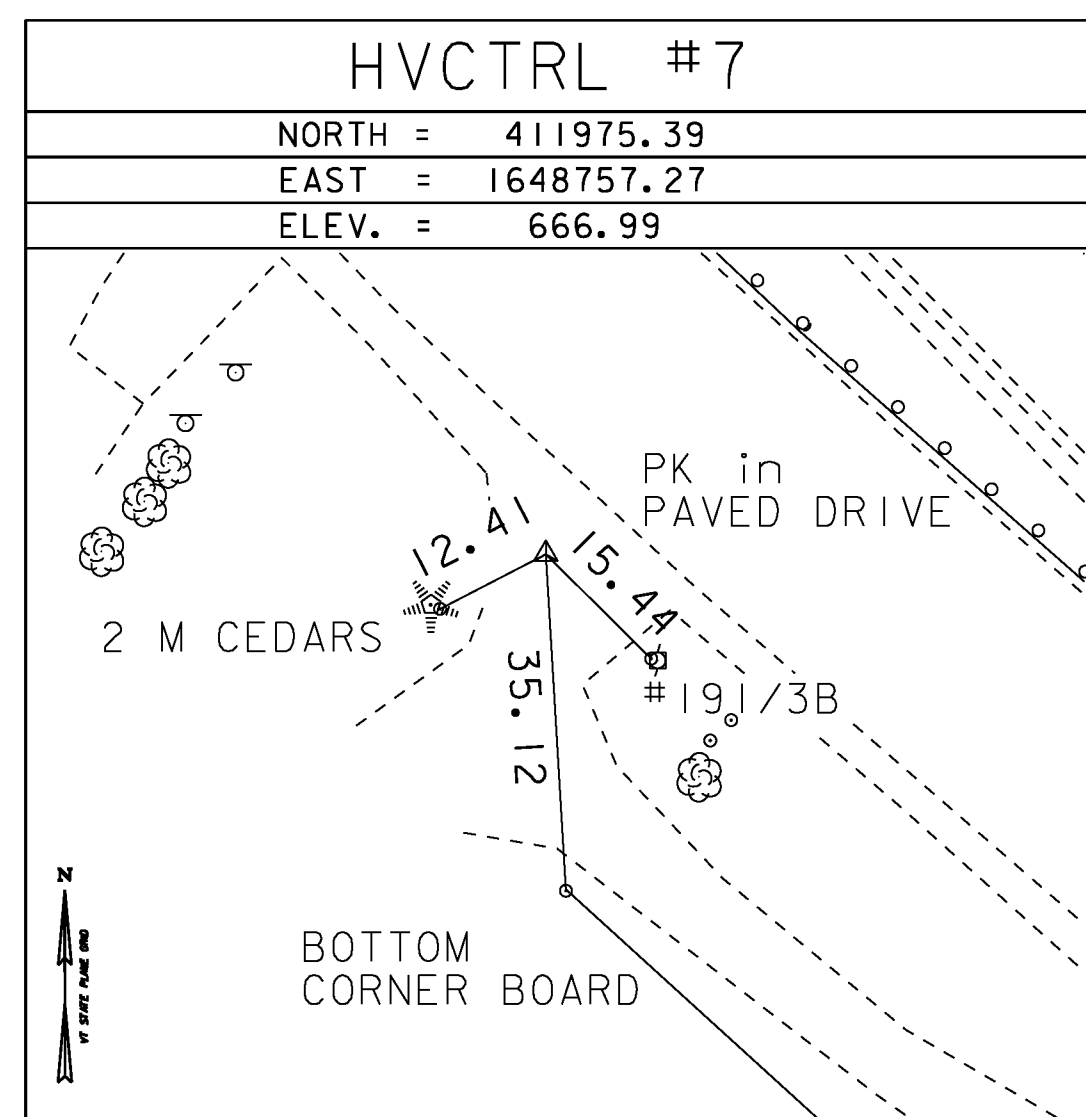 HVCTRL #7
NORTH = 411975.39
EAST = 1648757.27
ELEV. = 666.99
PK in
PAVED DRIVE
12.41
15.44
2 M CEDARS
35.12
#191/3B
N
VT STATE PLANE GRID
BOTTOM
CORNER BOARD